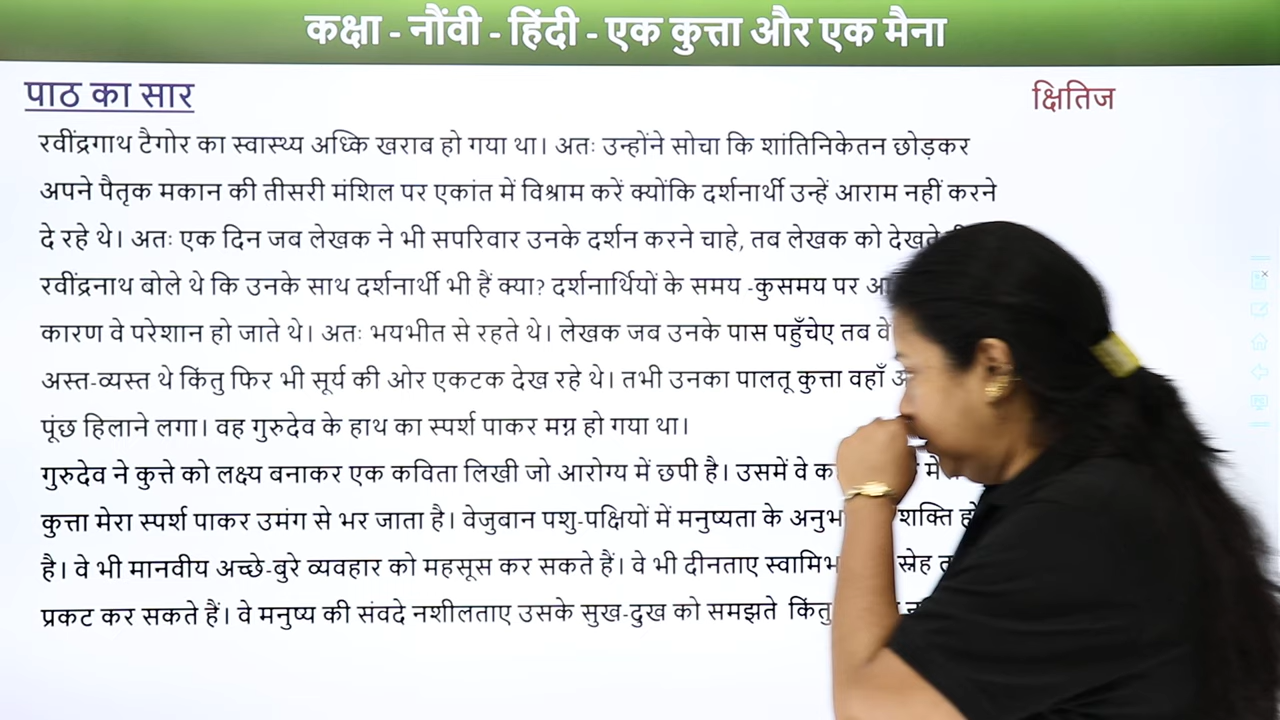 कक्षा - नौंवी - हिंदी - एक कुत्ता और एक मैना
पाठ का सार
क्षितिज
रवींद्रगाथ टैगोर का स्वास्थ्य अध्कि खराब हो गया था। अतः उन्होंने सोचा कि शांतिनिकेतन छोड़कर
अपने पैतृक मकान की तीसरी मंशिल पर एकांत में विश्राम करें क्योंकि दर्शनार्थी उन्हें आराम नहीं करने
दे रहे थे। अतः एक दिन जब लेखक ने भी सपरिवार उनके दर्शन करने चाहे, तब लेखक को देखते
रवींद्रनाथ बोले थे कि उनके साथ दर्शनार्थी भी हैं क्या? दर्शनार्थियों के समय -कुसमय पर
कारण वे परेशान हो जाते थे। अतः भयभीत से रहते थे। लेखक जब उनके पास पहुँचेए तब वे
अस्त-व्यस्त थे किंतु फिर भी सूर्य की ओर एकटक देख रहे थे। तभी उनका पालतू कुत्ता वहाँ
पूंछ हिलाने लगा। वह गुरुदेव के हाथ का स्पर्श पाकर मग्न हो गया था।
गुरुदेव ने कुत्ते को लक्ष्य बनाकर एक कविता लिखी जो आरोग्य में छपी है। उसमें वे
कुत्ता मेरा स्पर्श पाकर उमंग से भर जाता है। वेजुबान पशु-पक्षियों में मनुष्यता के शक्ति
है। वे भी मानवीय अच्छे-बुरे व्यवहार को महसूस कर सकते हैं। वे भी दीनताए स्नेह
प्रकट कर सकते हैं। वे मनुष्य की संवदे नशीलताए उसके सुख-दुख को समझते किंतु